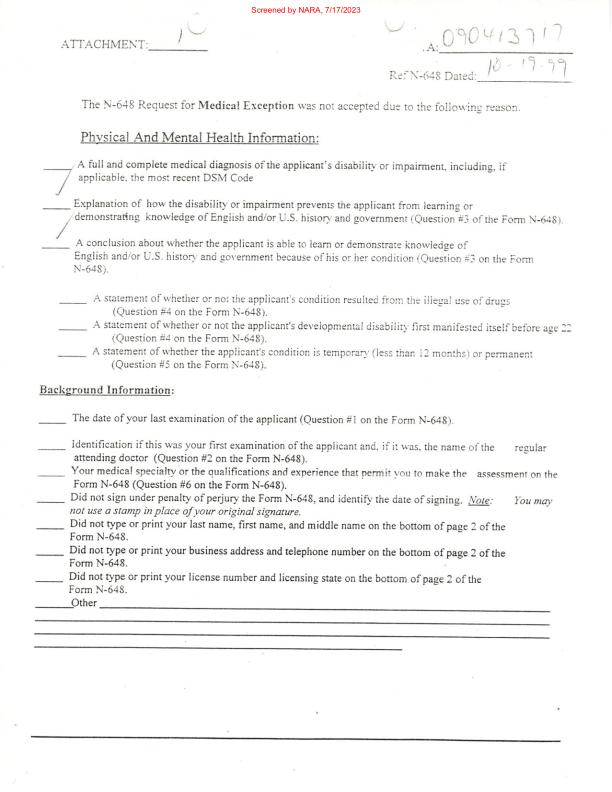 Screened by NARA, 7/17/2023
ATTACHMENT: 1
A: 090413917
Ref N-648 Dated: 10-19-99
The N-648 Request for Medical Exception was not accepted due to the following reason.
Physical And Mental Health Information:
A full and complete medical diagnosis of the applicant's disability or impairment, including, if
applicable, the most recent DSM Code
Explanation of how the disability or impairment prevents the applicant from learning or
demonstrating knowledge of English and/or U.S. history and government (Question #3 of the Form N-648).
A conclusion about whether the applicant is able to learn or demonstrate knowledge of
English and/or U.S. history and government because of his or her condition (Question #3 on the Form
N-648).
A statement of whether or not the applicant's condition resulted from the illegal use of drugs
(Question #4 on the Form N-648).
A statement of whether or not the applicant's developmental disability first manifested itself before age 22
(Question #4 on the Form N-648).
A statement of whether the applicant's condition is temporary (less than 12 months) or permanent
(Question #5 on the Form N-648).
Background Information:
The date of your last examination of the applicant (Question #1 on the Form N-648).
Identification if this was your first examination of the applicant and, if it was, the name of the regular
attending doctor (Question #2 on the Form N-648).
Your medical specialty or the qualifications and experience that permit you to make the assessment on the
Form N-648 (Question #6 on the Form N-648).
Did not sign under penalty of perjury the Form N-648, and identify the date of signing. Note: You may
not use a stamp in place of your original signature.
Did not type or print your last name, first name, and middle name on the bottom of page 2 of the
Form N-648.
Did not type or print your business address and telephone number on the bottom of page 2 of the
Form N-648.
Did not type or print your license number and licensing state on the bottom of page 2 of the
Form N-648.
Other